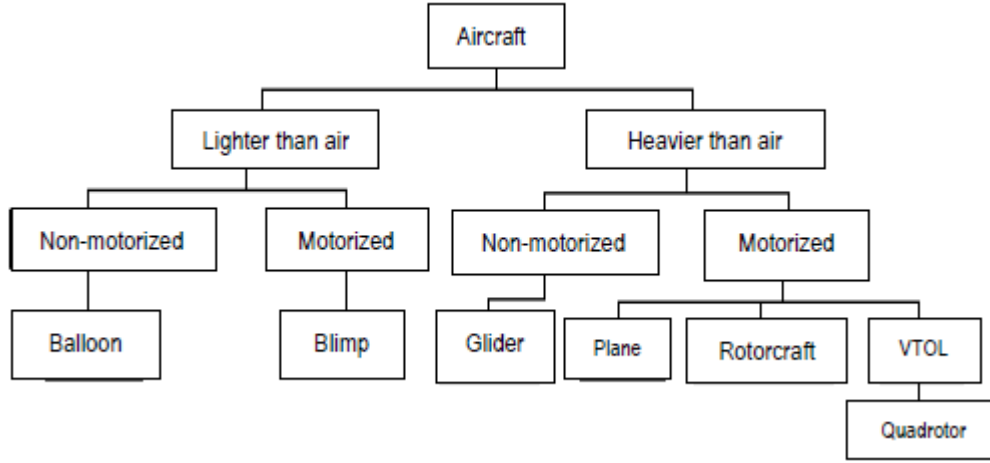 Aircraft
Lighter than air
Heavier than air
Non-motorized
Motorized
Non-motorized
Motorized
Balloon
Blimp
Glider
Plane
Rotorcraft
VTOL
Quadrotor